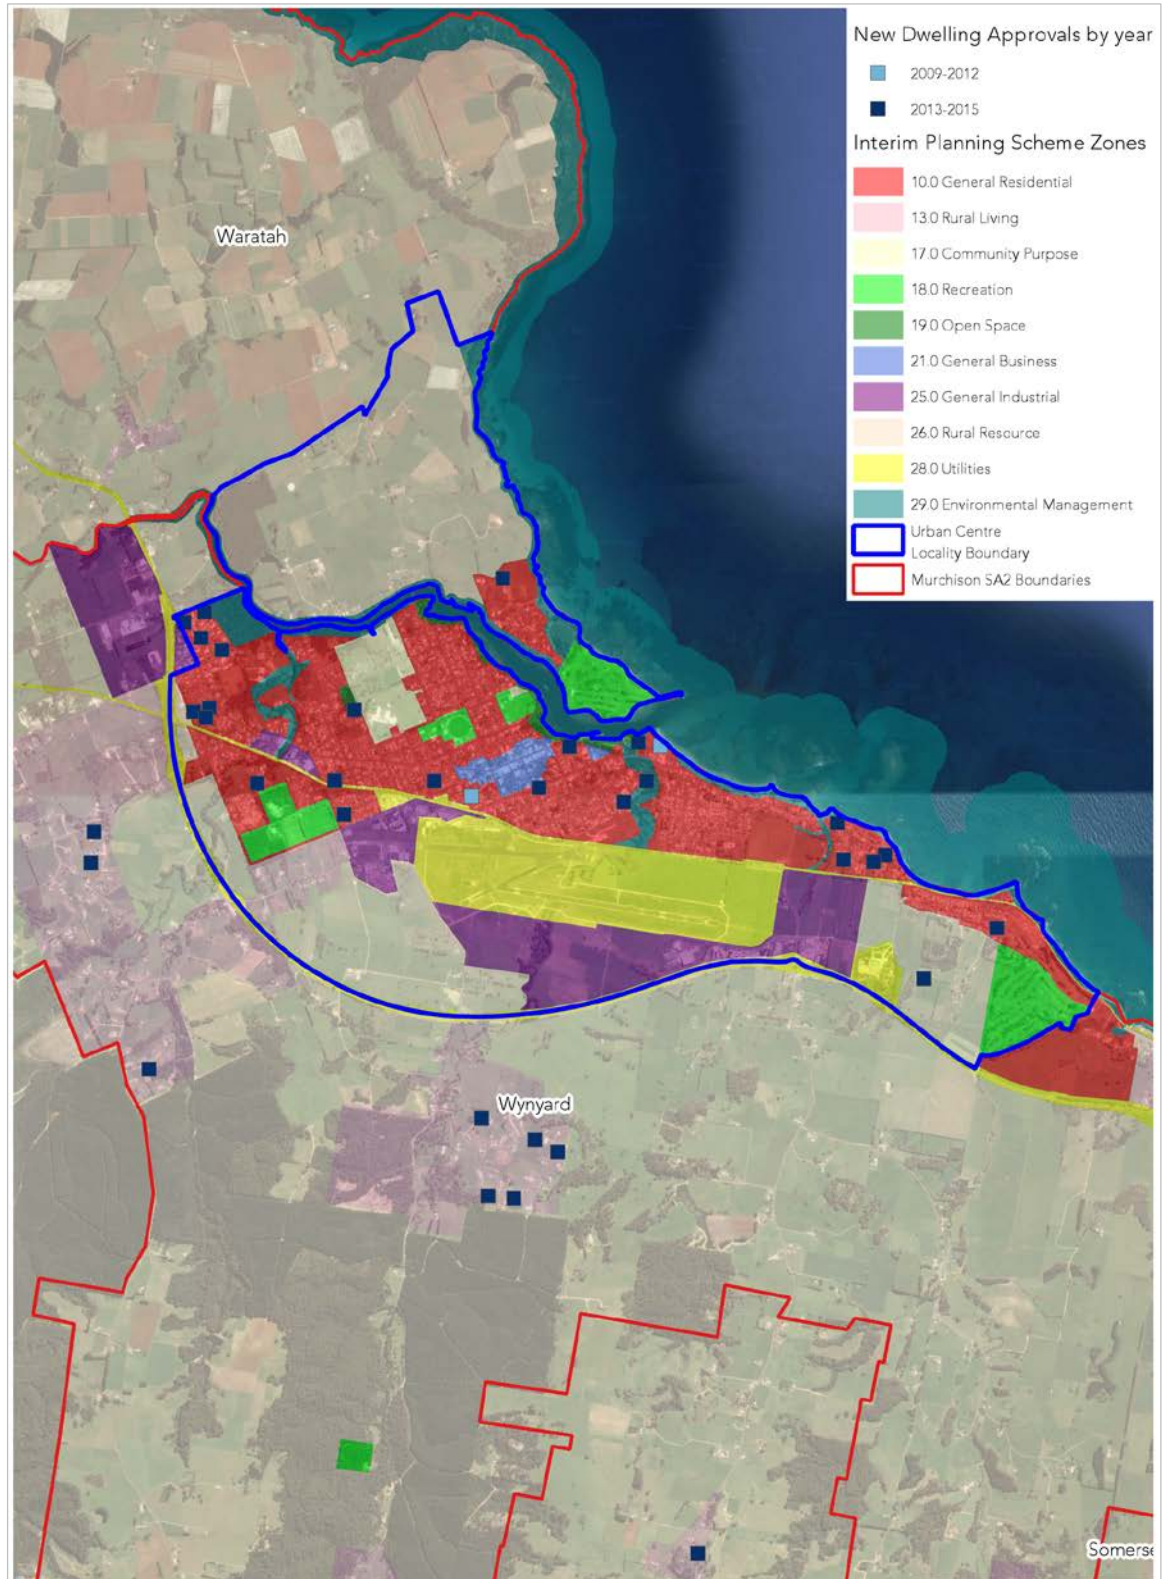 New Dwelling Approvals by year
2009-2012
2013-2015
Interim Planning Scheme Zones
10.0 General Residential
13.0 Rural Living
17.0 Community Purpose
18.0 Recreation
19.0 Open Space
21.0 General Business
25.0 General Industrial
26.0 Rural Resource
28.0 Utilities
29.0 Environmental Management
Urban Centre
Locality Boundary
Murchison SA2 Boundaries
Waratah
Wynyard
Somerse